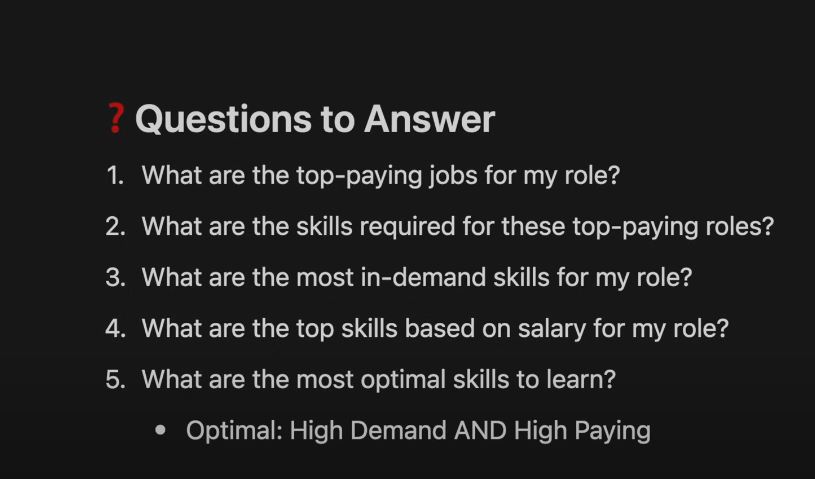 ❓ Questions to Answer
1. What are the top-paying jobs for my role?
2. What are the skills required for these top-paying roles?
3. What are the most in-demand skills for my role?
4. What are the top skills based on salary for my role?
5. What are the most optimal skills to learn?
• Optimal: High Demand AND High Paying